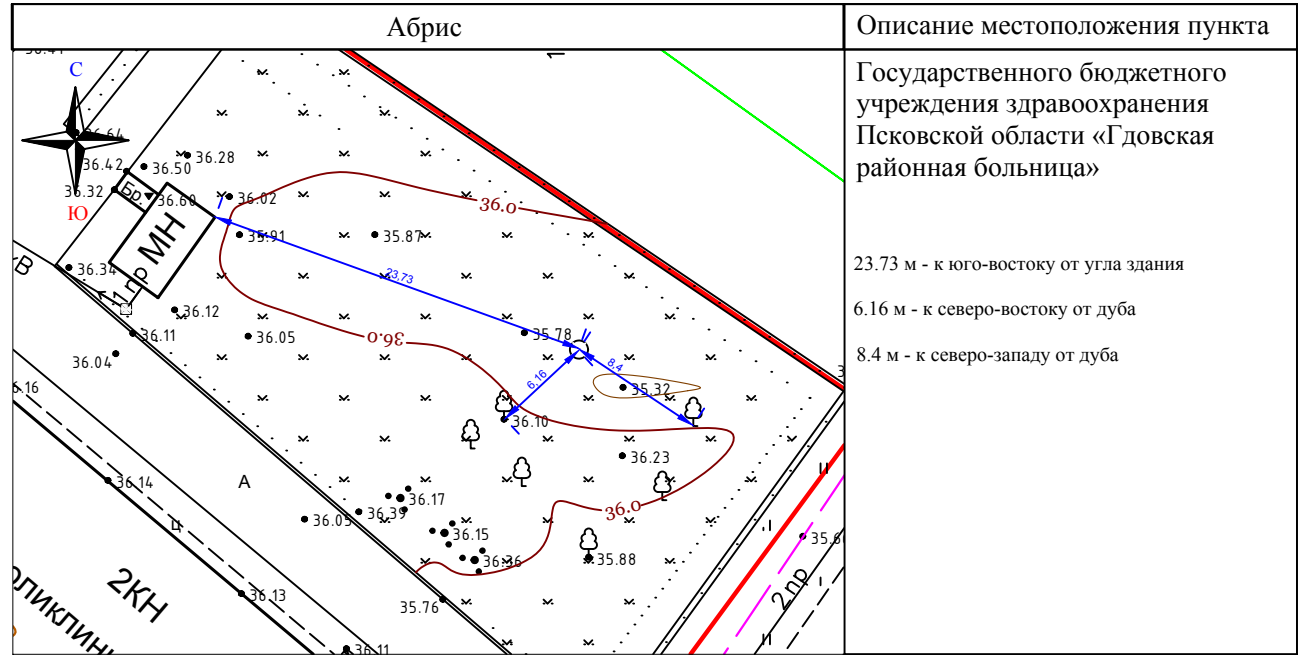 Абрис
Описание местоположения пункта
Государственного бюджетного
учреждения здравоохранения
Псковской области «Гдовская
районная больница»
23.73 м - к юго-востоку от угла здания
6.16 м - к северо-востоку от дуба
8.4 м - к северо-западу от дуба
С
Ю
36.64
36.42
36.50
36.28
36.32
Бр.
36.60
36.02
36.0
МН
35.91
35.87
36.34
23.73
11 пр
36.12
36.11
36.05
36.0
35.78
36.04
8.4
6.16
35.32
36.10
36.23
36.14
А
36.17
36.39
36.05
36.0
ц
36.15
36.36
35.88
2КН
36.13
35.76
2 пр
36.11